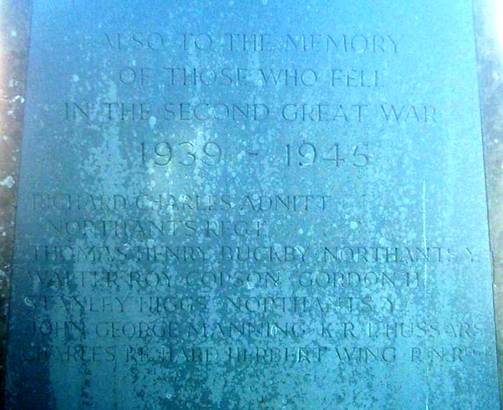 ALSO TO THE MEMORY
OF THOSE WHO FELL
IN THE SECOND GREAT WAR
1939 - 1945
RICHARD CHARLES ADNITT
NORTHANTS REGT
THOMAS HENRY BUCKBY NORTHANTS Y
WALTER ROY COLSON GORDON H
STANLEY HIGGS NORTHANTS Y
JOHN GEORGE MANNING K.R.I. HUSSARS
CHARLES RICHARD HERBERT WING R.N.R